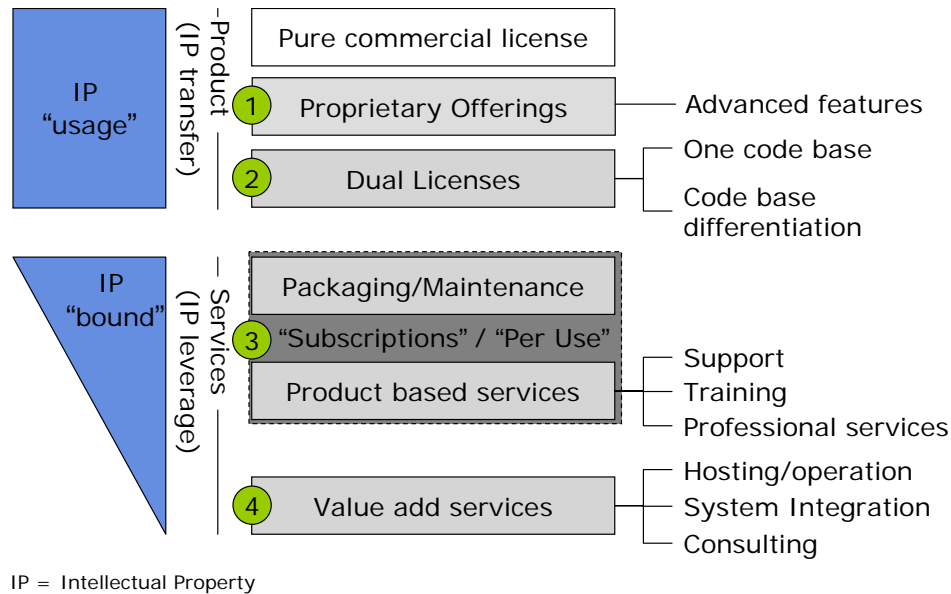 IP
“usage”
Product
(IP transfer)
Pure commercial license
1
Proprietary Offerings
Advanced features
2
Dual Licenses
One code base
Code base
differentiation
IP
“bound”
Services
(IP leverage)
Packaging/Maintenance
3
“Subscriptions” / “Per Use”
Product based services
Support
Training
Professional services
4
Value add services
Hosting/operation
System Integration
Consulting
IP = Intellectual Property